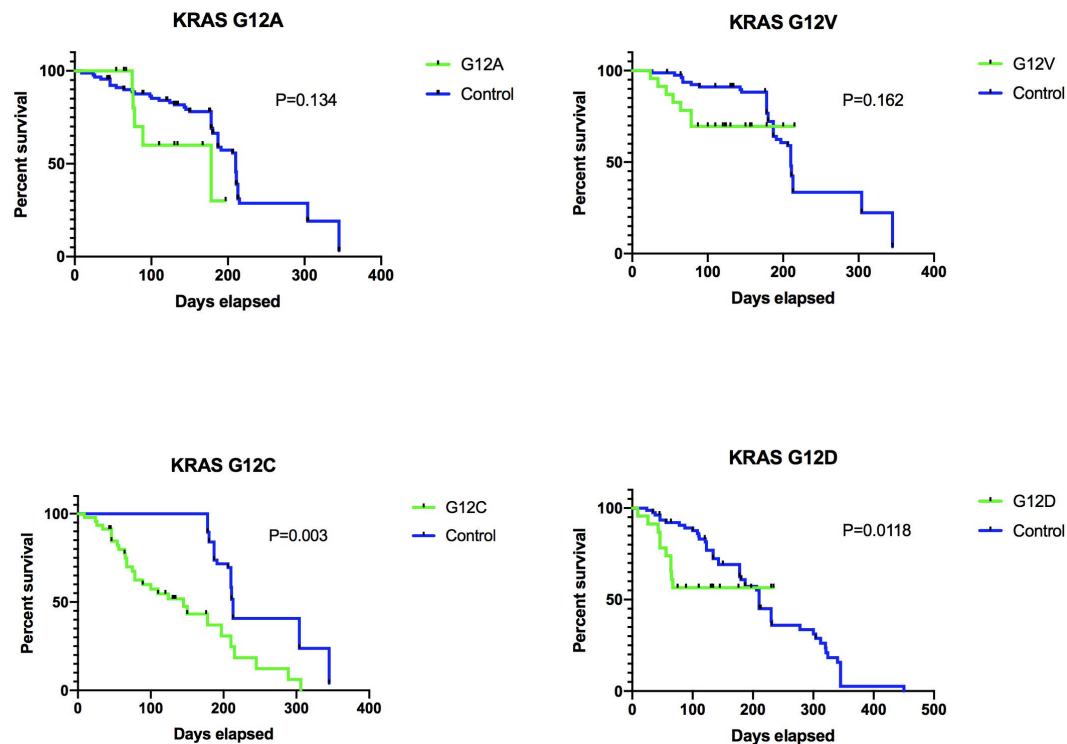 KRAS G12A
100
50
0
0 100 200 300 400
Percent survival
Days elapsed
P=0.134
G12A
Control
KRAS G12V
100
50
0
0 100 200 300 400
Percent survival
Days elapsed
P=0.162
G12V
Control
KRAS G12C
100
50
0
0 100 200 300 400
Percent survival
Days elapsed
P=0.003
G12C
Control
KRAS G12D
100
50
0
0 100 200 300 400 500
Percent survival
Days elapsed
P=0.0118
G12D
Control